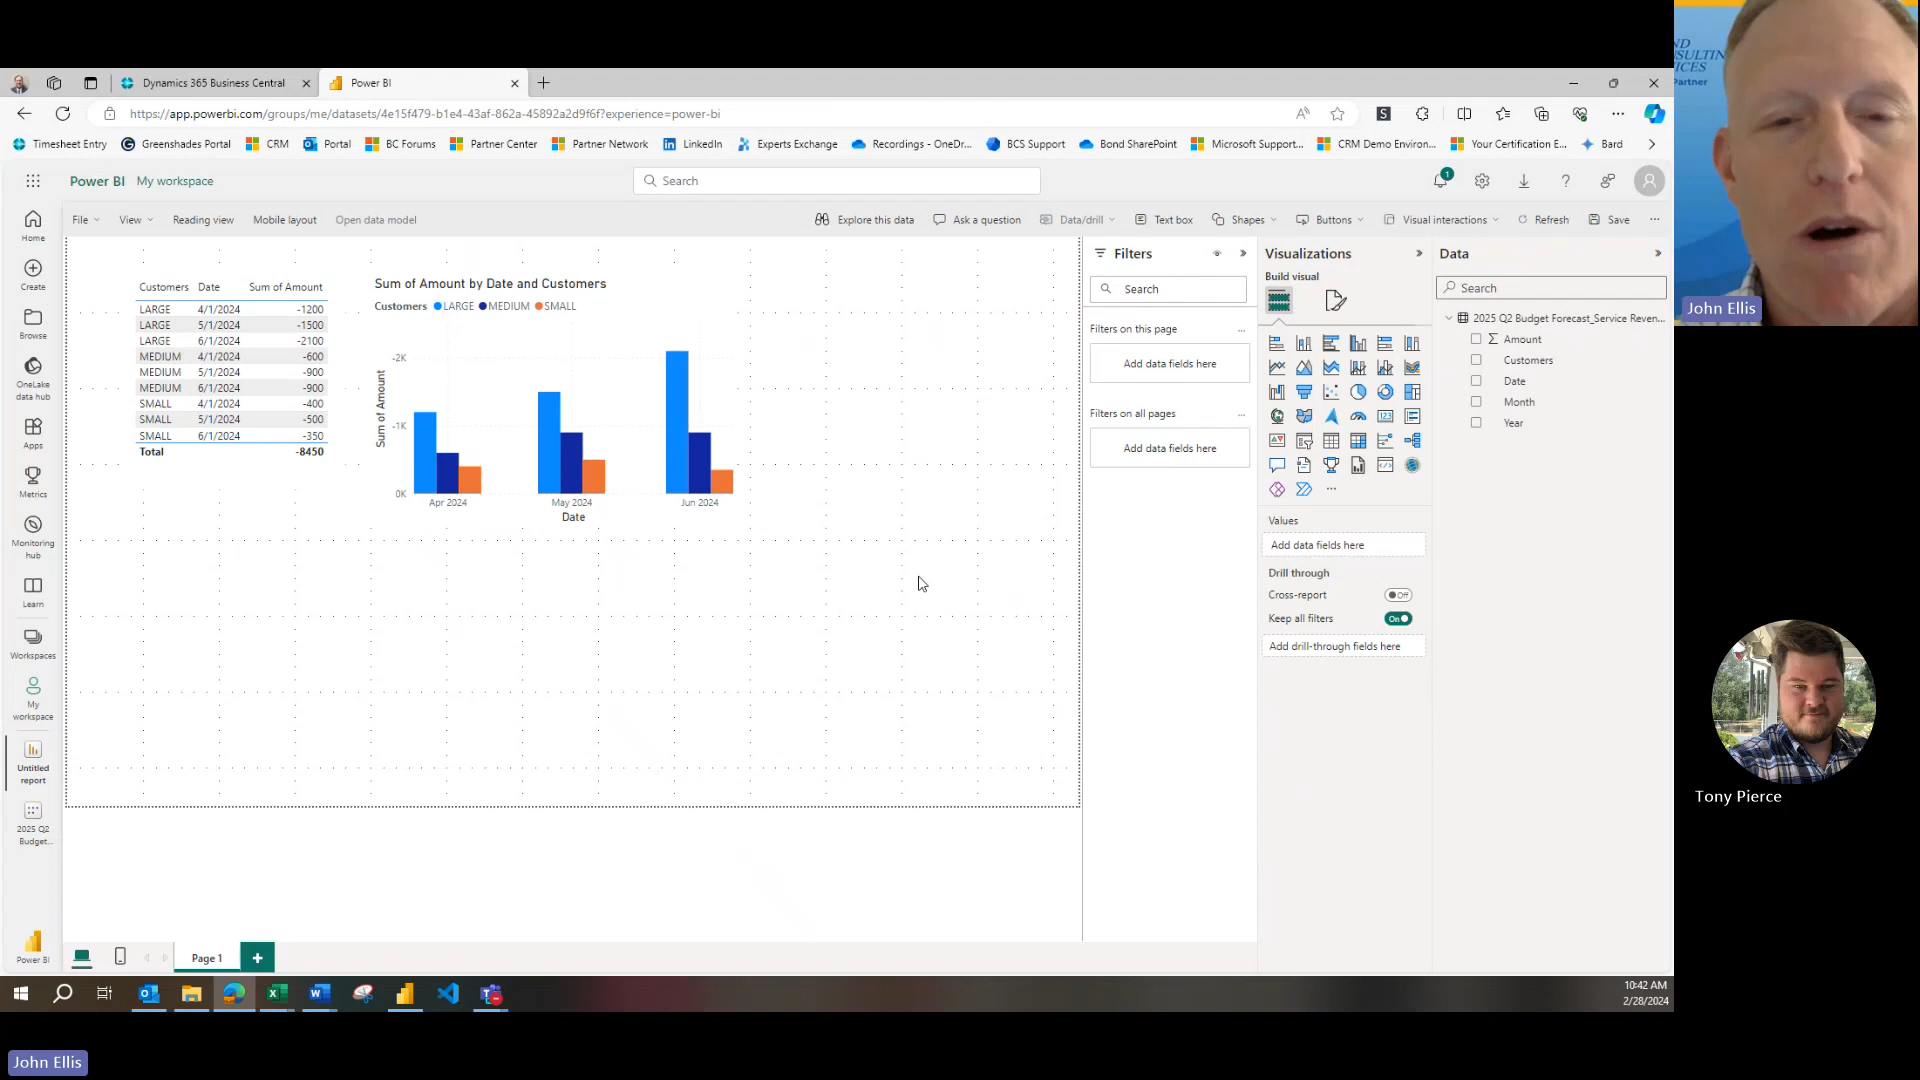 Dynamics 365 Business Central
Power BI
https://app.powerbi.com/groups/me/datasets/4e15f479-b1e4-43af-862a-45892a2d9f6f?experience=power-bi
Timesheet Entry
Greenshades Portal
CRM
Portal
BC Forums
Partner Center
Partner Network
LinkedIn
Experts Exchange
Recordings - OneDr...
BCS Support
Bond SharePoint
Microsoft Support...
CRM Demo Environ...
Your Certification E...
Bard
Power BI My workspace
Search
1
File
View
Reading view
Mobile layout
Open data model
Explore this data
Ask a question
Data/drill
Text box
Shapes
Buttons
Visual interactions
Refresh
Save
Home
Create
Browse
OneLake
data hub
Apps
Metrics
Monitoring
hub
Learn
Workspaces
My
workspace
Untitled
report
2025 Q2
Budget...
Power BI
Customers Date Sum of Amount
LARGE 4/1/2024 -1200
LARGE 5/1/2024 -1500
LARGE 6/1/2024 -2100
MEDIUM 4/1/2024 -600
MEDIUM 5/1/2024 -900
MEDIUM 6/1/2024 -900
SMALL 4/1/2024 -400
SMALL 5/1/2024 -500
SMALL 6/1/2024 -350
Total -8450
Sum of Amount by Date and Customers
Customers LARGE MEDIUM SMALL
Sum of Amount
-2K
-1K
0K
Apr 2024 May 2024 Jun 2024
Date
Filters
Search
Filters on this page
Add data fields here
Filters on all pages
Add data fields here
Visualizations
Build visual
123
Values
Add data fields here
Drill through
Cross-report Off
Keep all filters On
Add drill-through fields here
Data
Search
2025 Q2 Budget Forecast_Service Reven...
Amount
Customers
Date
Month
Year
Page 1
10:42 AM
2/28/2024
ND
NSULTIN
VICES
Partner
John Ellis
Tony Pierce
John Ellis